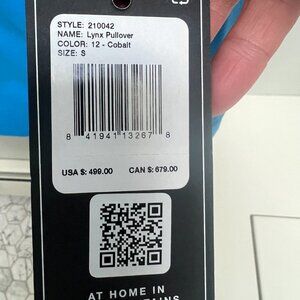 STYLE: 210042
NAME: Lynx Pullover
COLOR: 12 - Cobalt
SIZE: S
8 41941 13267 8
USA $: 499.00 CAN $: 679.00
AT HOME IN